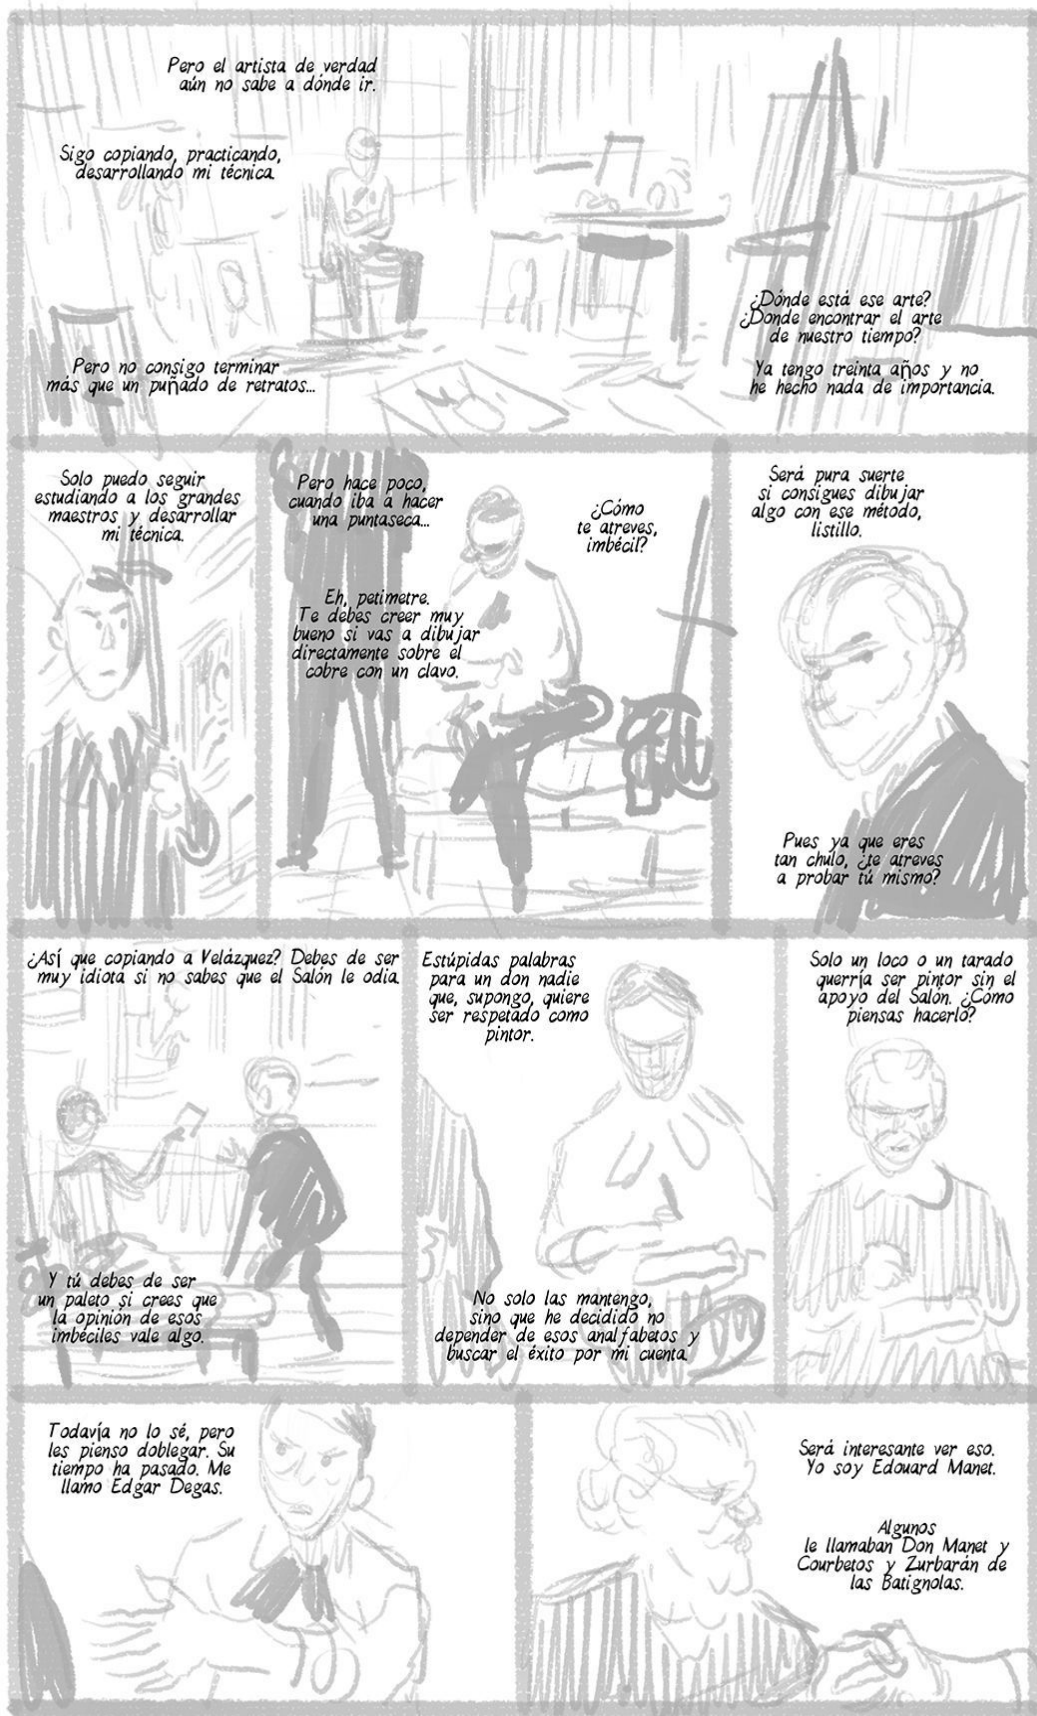 Pero el artista de verdad
aún no sabe a dónde ir.
Sigo copiando, practicando,
desarrollando mi técnica.
Pero no consigo terminar
más que un puñado de retratos...
¿Dónde está ese arte?
¿Donde encontrar el arte
de nuestro tiempo?
Ya tengo treinta años y no
he hecho nada de importancia.
Solo puedo seguir
estudiando a los grandes
maestros y desarrollar
mi técnica.
Pero hace poco,
cuando iba a hacer
una puntaseca...
¿Cómo
te atreves,
imbécil?
Eh, petimetre.
Te debes creer muy
bueno si vas a dibujar
directamente sobre el
cobre con un clavo.
Será pura suerte
si consigues dibujar
algo con ese método,
listillo.
Pues ya que eres
tan chulo, ¿te atreves
a probar tú mismo?
¿Así que copiando a Velázquez? Debes de ser
muy idiota si no sabes que el Salón le odia.
Y tú debes de ser
un paleto si crees que
la opinión de esos
imbéciles vale algo.
Estúpidas palabras
para un don nadie
que, supongo, quiere
ser respetado como
pintor.
No solo las mantengo,
sino que he decidido no
depender de esos analfabetos y
buscar el éxito por mi cuenta.
Solo un loco o un tarado
querría ser pintor sin el
apoyo del Salón. ¿Cómo
piensas hacerlo?
Todavía no lo sé, pero
les pienso doblegar. Su
tiempo ha pasado. Me
llamo Edgar Degas.
Será interesante ver eso.
Yo soy Edouard Manet.
Algunos
le llamaban Don Manet y
Courbetos y Zurbarán de
las Batignolas.